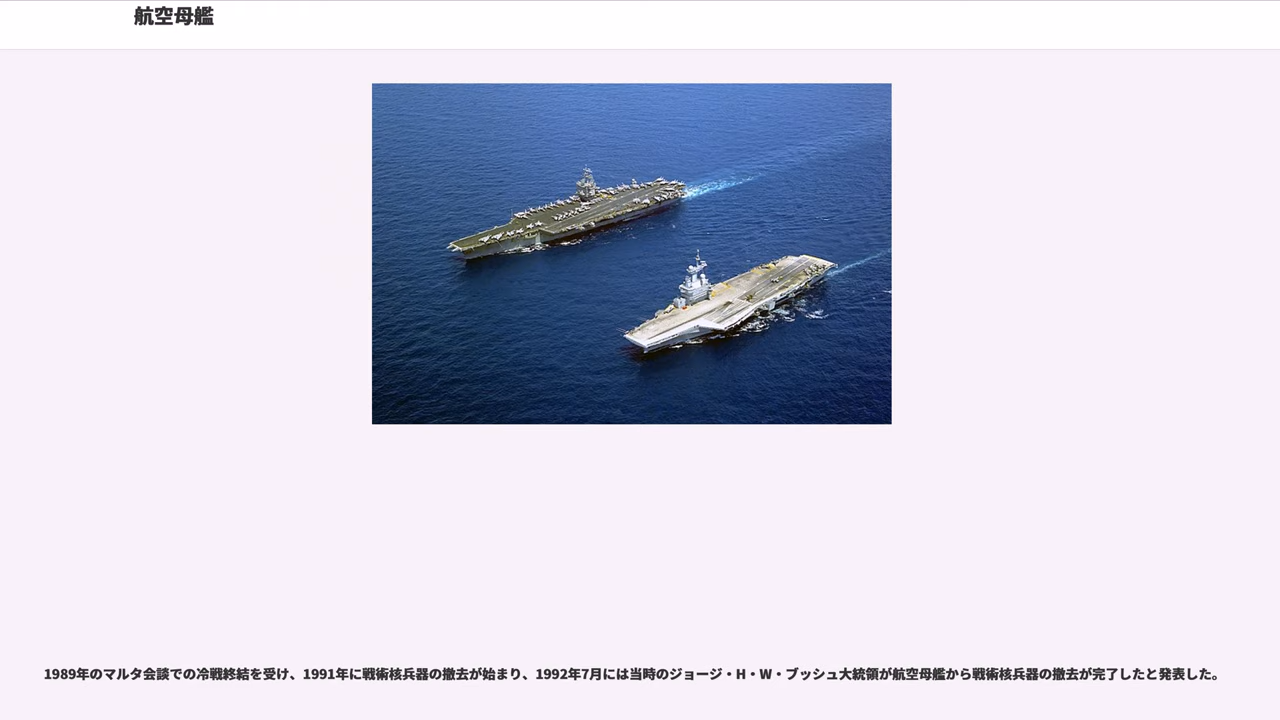 航空母艦
1989年のマルタ会談での冷戦終結を受け、1991年に戦術核兵器の撤去が始まり、1992年7月には当時のジョージ・H・W・ブッシュ大統領が航空母艦から戦術核兵器の撤去が完了したと発表した。